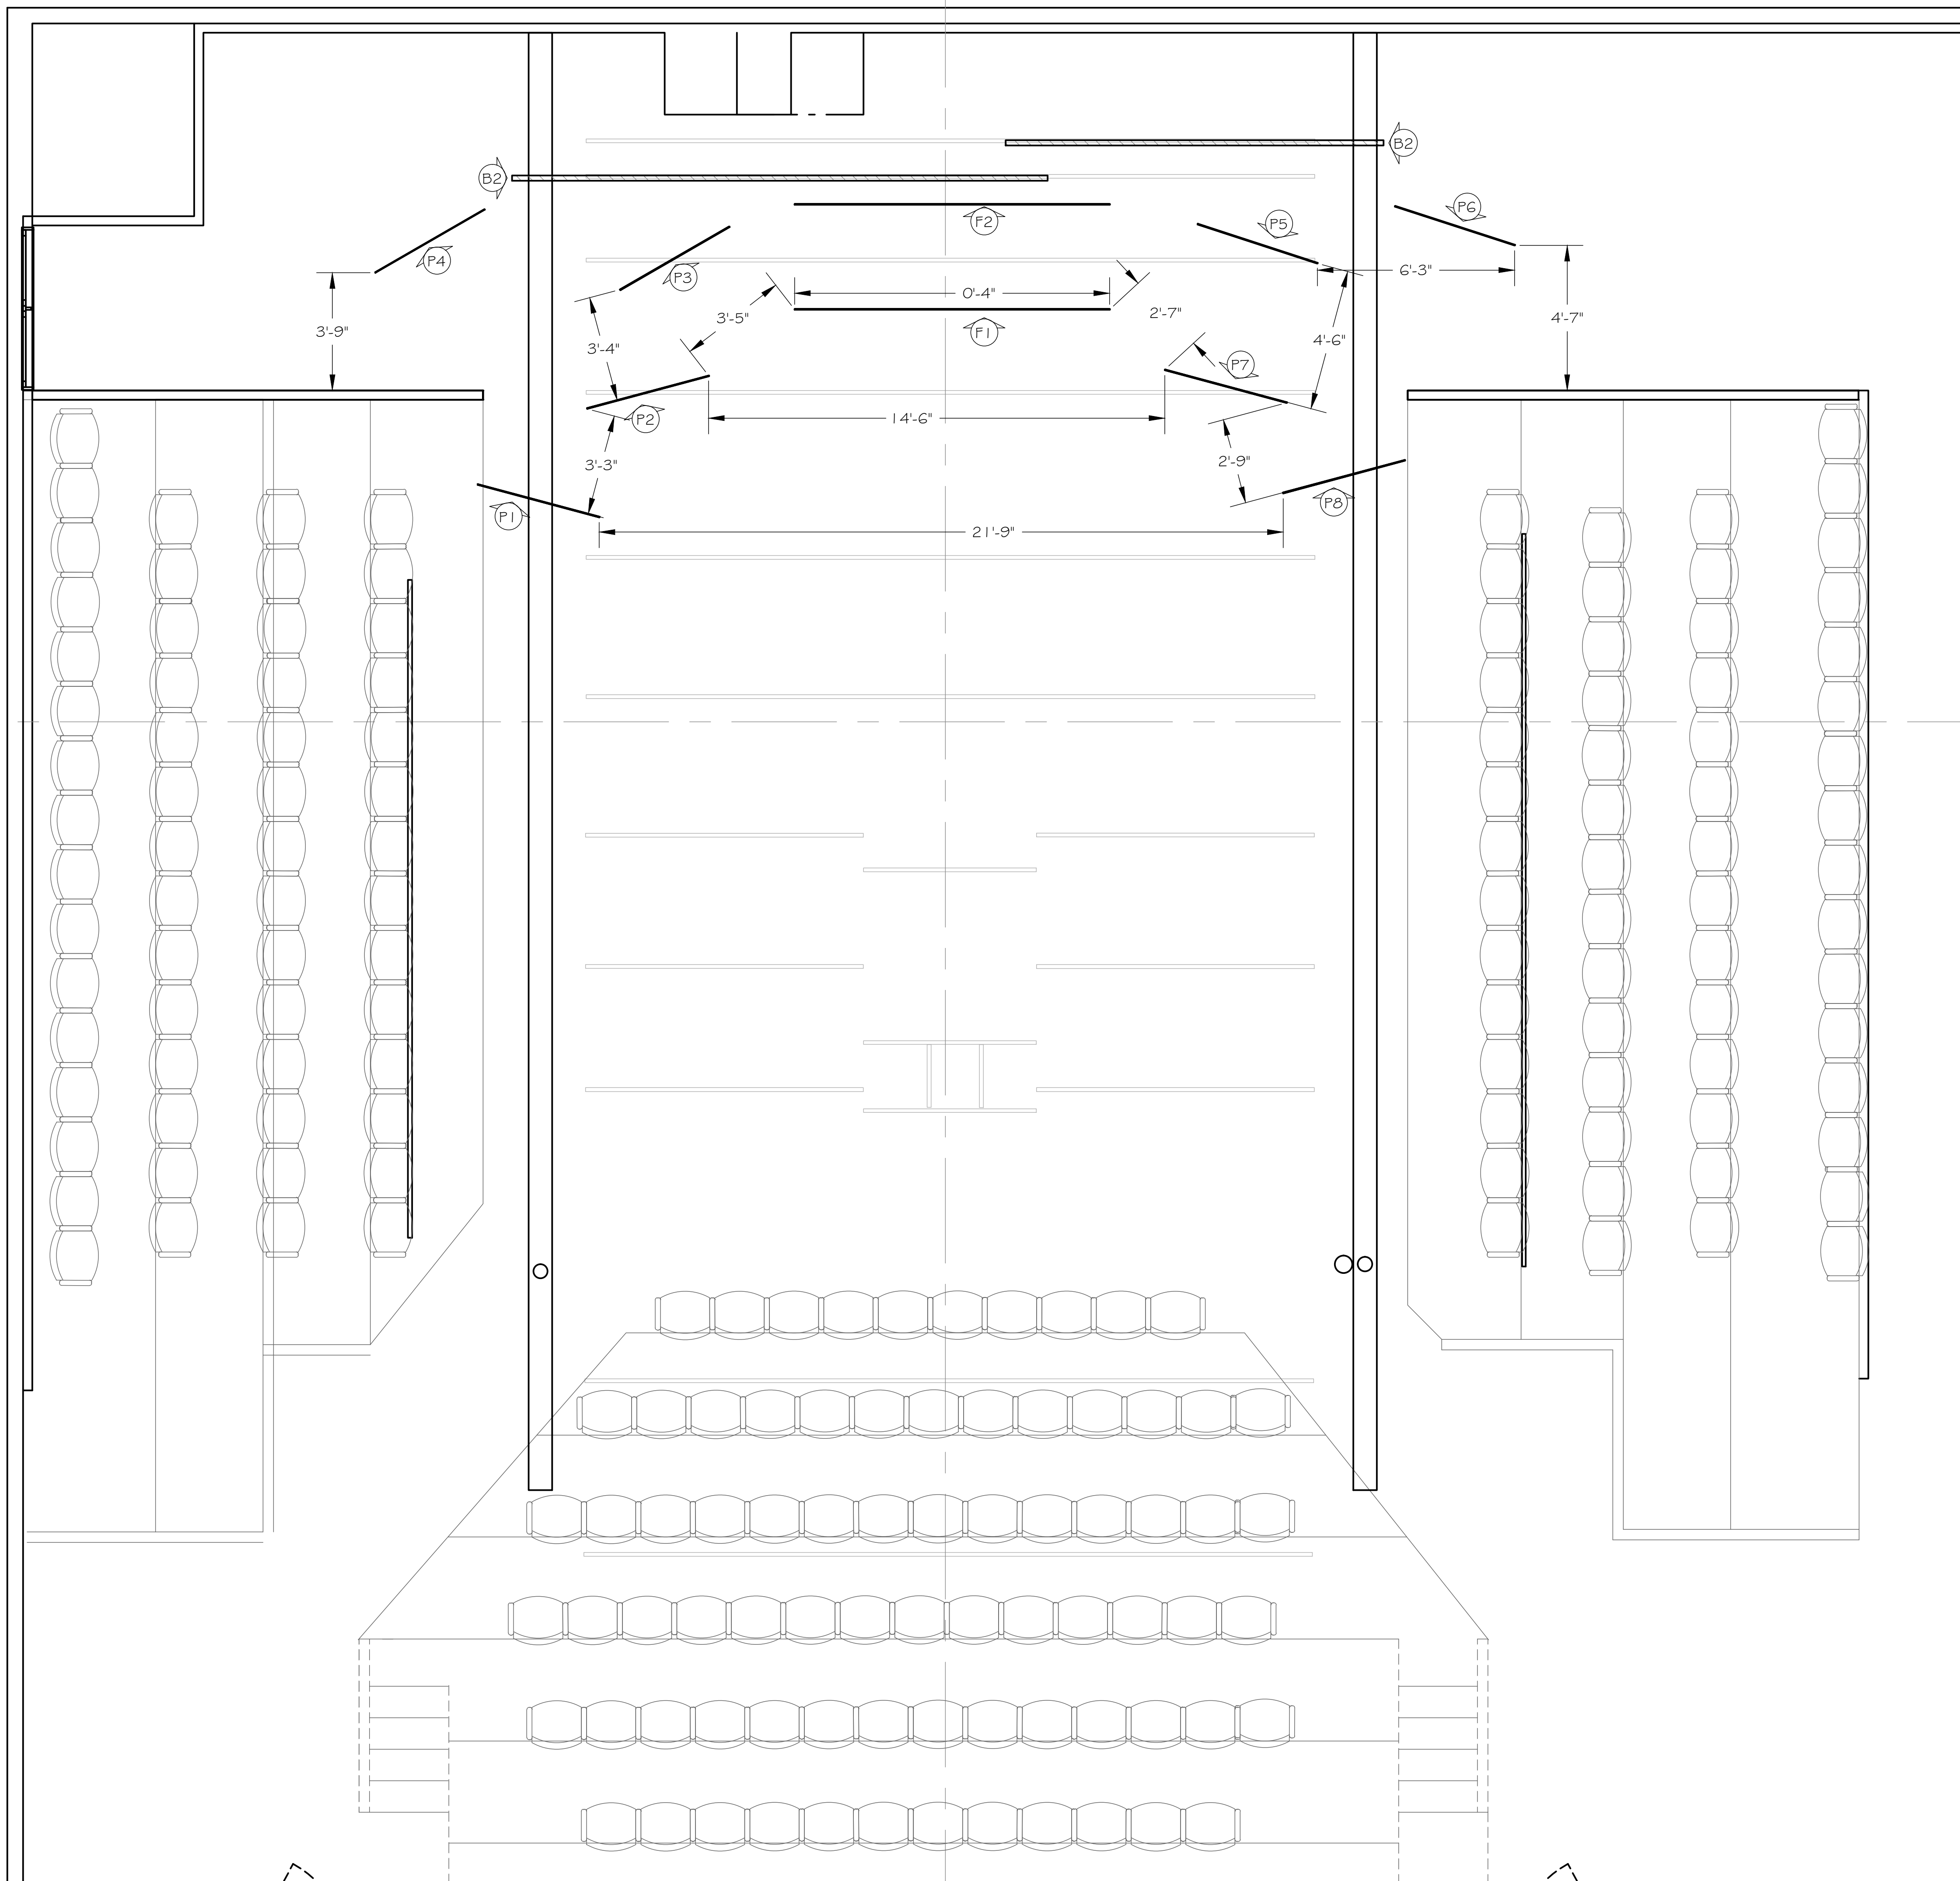 B2
B2
P6
F2
P5
P4
P3
6'-3"
0'-4"
2'-7"
3'-5"
4'-7"
3'-9"
F1
4'-6"
3'-4"
P7
P2
14'-6"
2'-9"
3'-3"
P8
P1
21'-9"